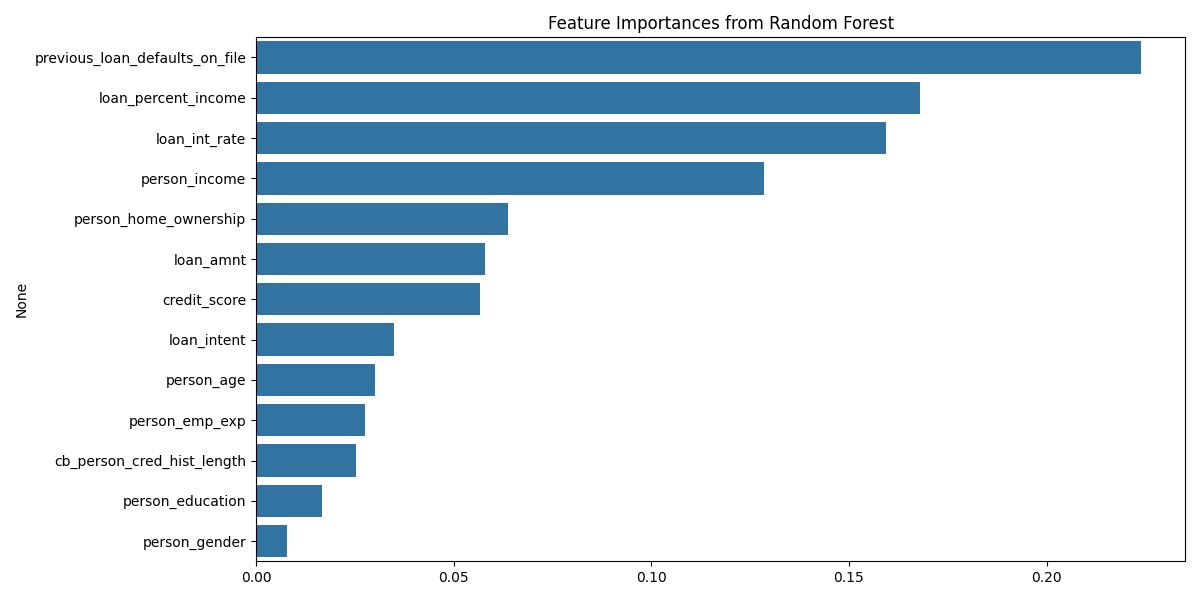 Feature Importances from Random Forest
previous_loan_defaults_on_file
loan_percent_income
loan_int_rate
person_income
person_home_ownership
loan_amnt
credit_score
loan_intent
person_age
person_emp_exp
cb_person_cred_hist_length
person_education
person_gender
None
0.00 0.05 0.10 0.15 0.20